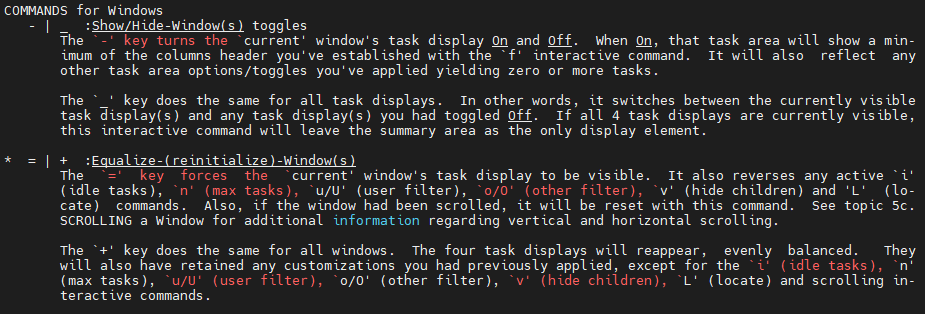 COMMANDS for Windows
- | _  :Show/Hide-Window(s) toggles
The `-' key turns the `current' window's task display On and Off.  When On, that task area will show a min-
imum of the columns header you've established with the `f' interactive command.  It will also  reflect  any
other task area options/toggles you've applied yielding zero or more tasks.
The `_' key does the same for all task displays.  In other words, it switches between the currently visible
task display(s) and any task display(s) you had toggled Off.  If all 4 task displays are currently visible,
this interactive command will leave the summary area as the only display element.
*  = | +  :Equalize-(reinitialize)-Window(s)
The  `='  key  forces  the  `current' window's task display to be visible.  It also reverses any active `i'
(idle tasks), `n' (max tasks), `u/U' (user filter), `o/O' (other filter), `v' (hide children) and 'L'  (lo-
cate)  commands.  Also, if the window had been scrolled, it will be reset with this command.  See topic 5c.
SCROLLING a Window for additional information regarding vertical and horizontal scrolling.
The `+' key does the same for all windows.  The four task displays will reappear,  evenly  balanced.   They
will also have retained any customizations you had previously applied, except for the `i' (idle tasks), `n'
(max tasks), `u/U' (user filter), `o/O' (other filter), `v' (hide children), `L' (locate) and scrolling in-
teractive commands.